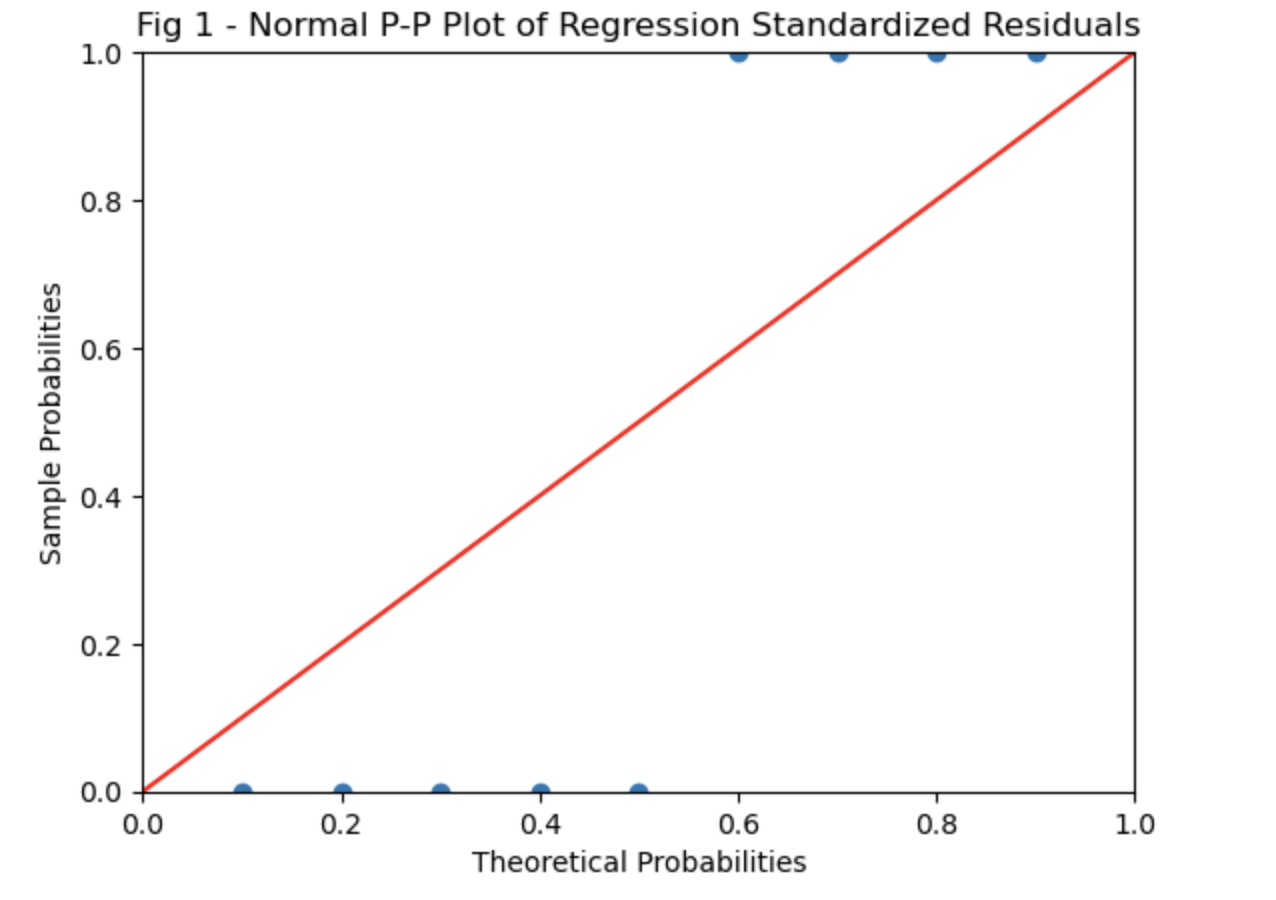 Fig 1 - Normal P-P Plot of Regression Standardized Residuals
1.0
0.8
0.6
0.4
0.2
0.0
Sample Probabilities
0.0 0.2 0.4 0.6 0.8 1.0
Theoretical Probabilities